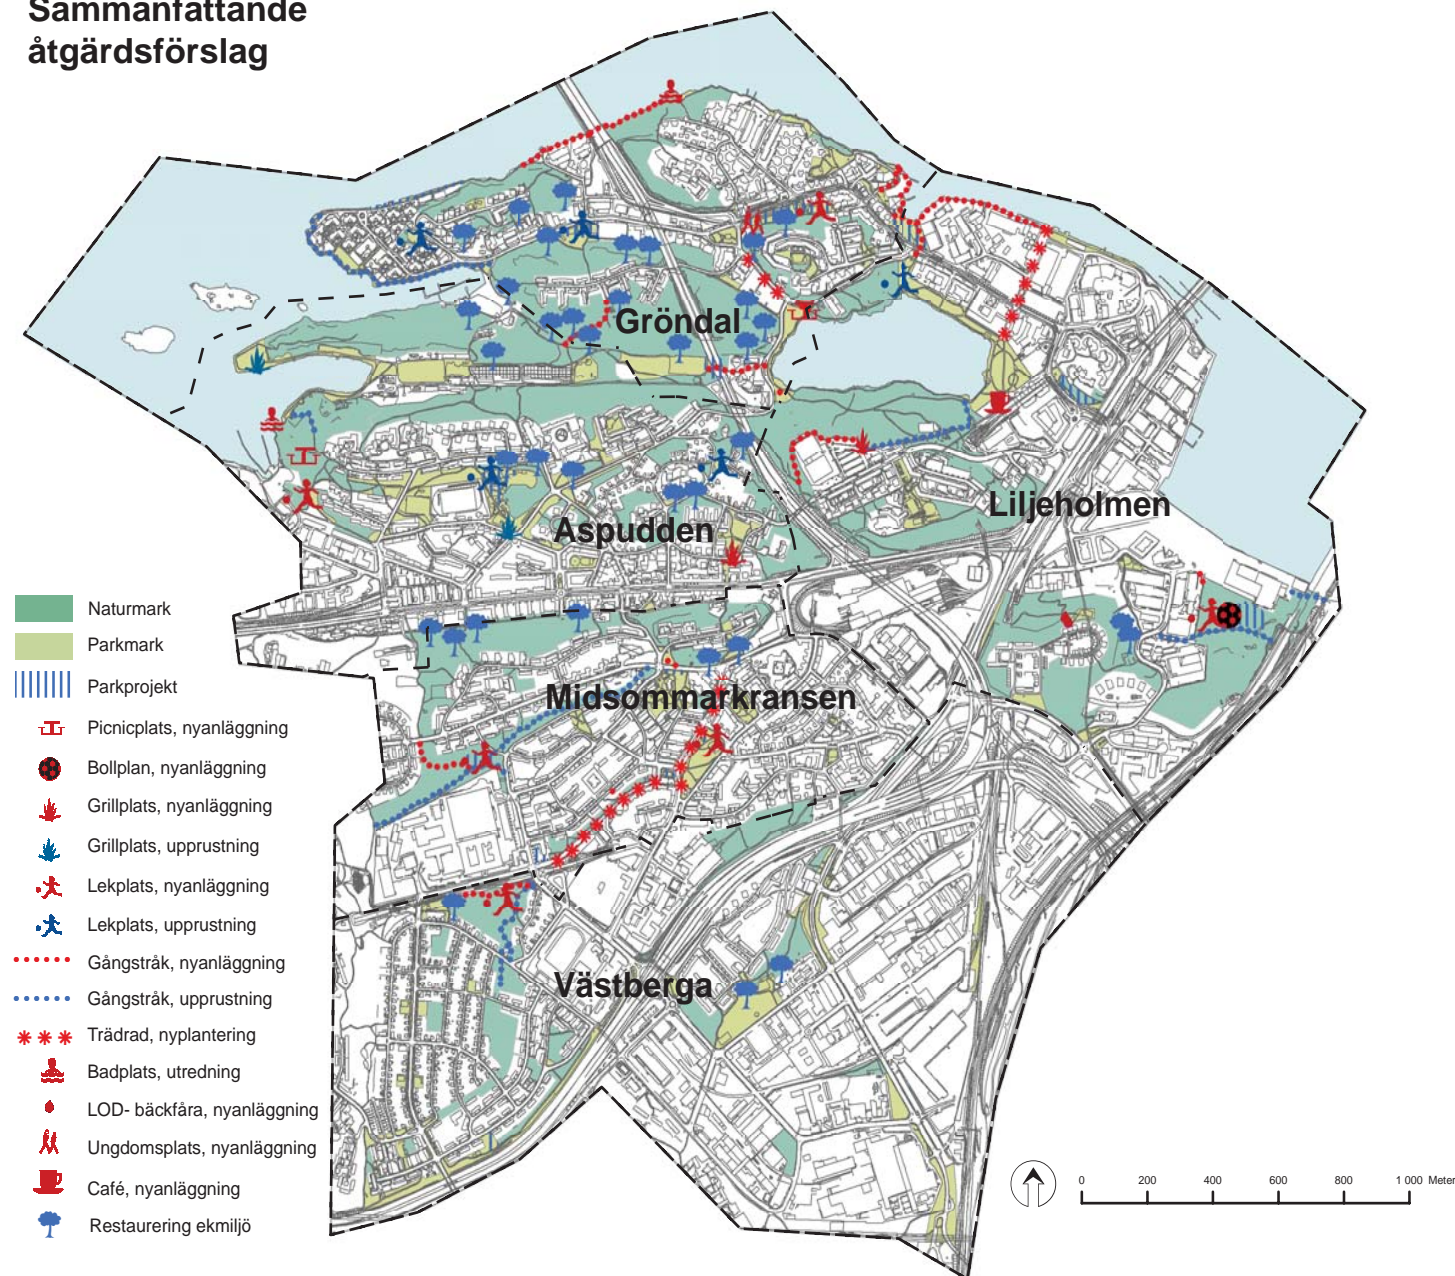 Sammanfattande
åtgärdsförslag
Gröndal
Liljeholmen
Aspudden
Midsommarkransen
Västberga
Naturmark
Parkmark
Parkprojekt
Picnicplats, nyanläggning
Bollplan, nyanläggning
Grillplats, nyanläggning
Grillplats, upprustning
Lekplats, nyanläggning
Lekplats, upprustning
Gångstråk, nyanläggning
Gångstråk, upprustning
Trädrad, nyplantering
Badplats, utredning
LOD- bäckfåra, nyanläggning
Ungdomsplats, nyanläggning
Café, nyanläggning
Restaurering ekmiljö
0 200 400 600 800 1 000 Meter